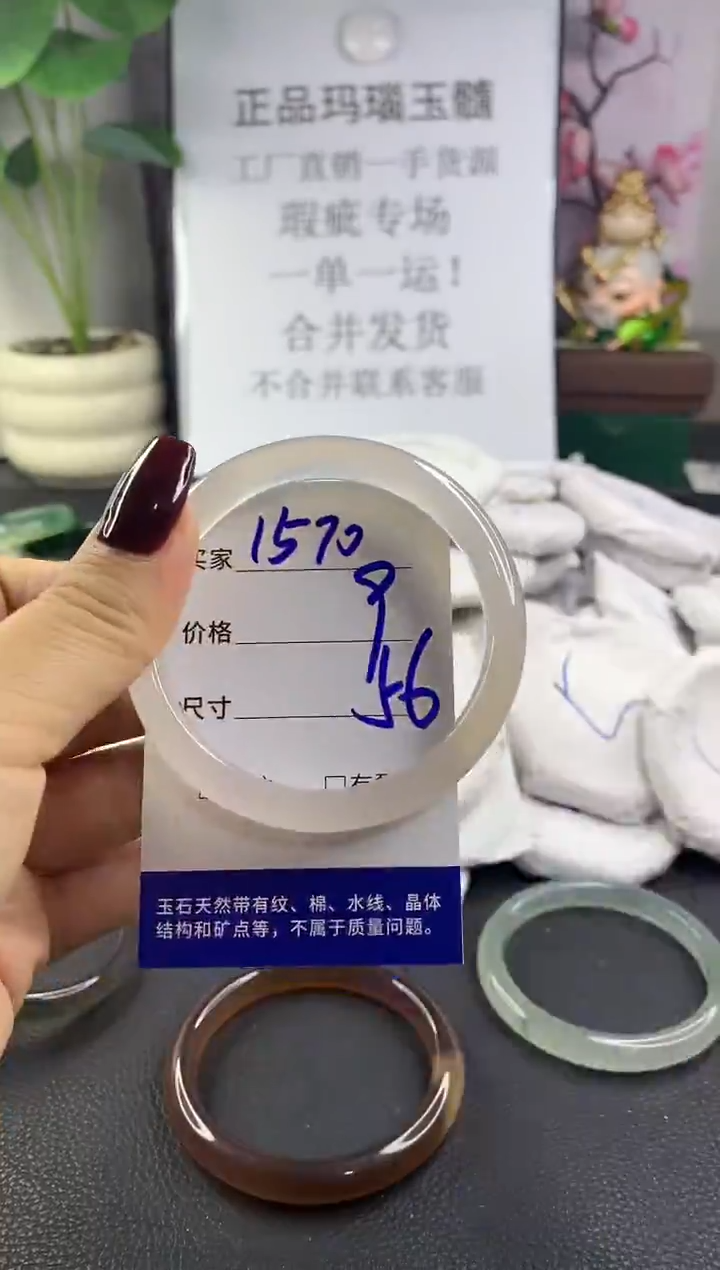 正品玛瑙玉髓
工厂直销一手货源
瑕疵专场
一单一运！
合并发货
不合并联系客服
买家 1570
价格 9
尺寸 56
玉石天然带有纹、棉、水线、晶体
结构和矿点等，不属于质量问题。